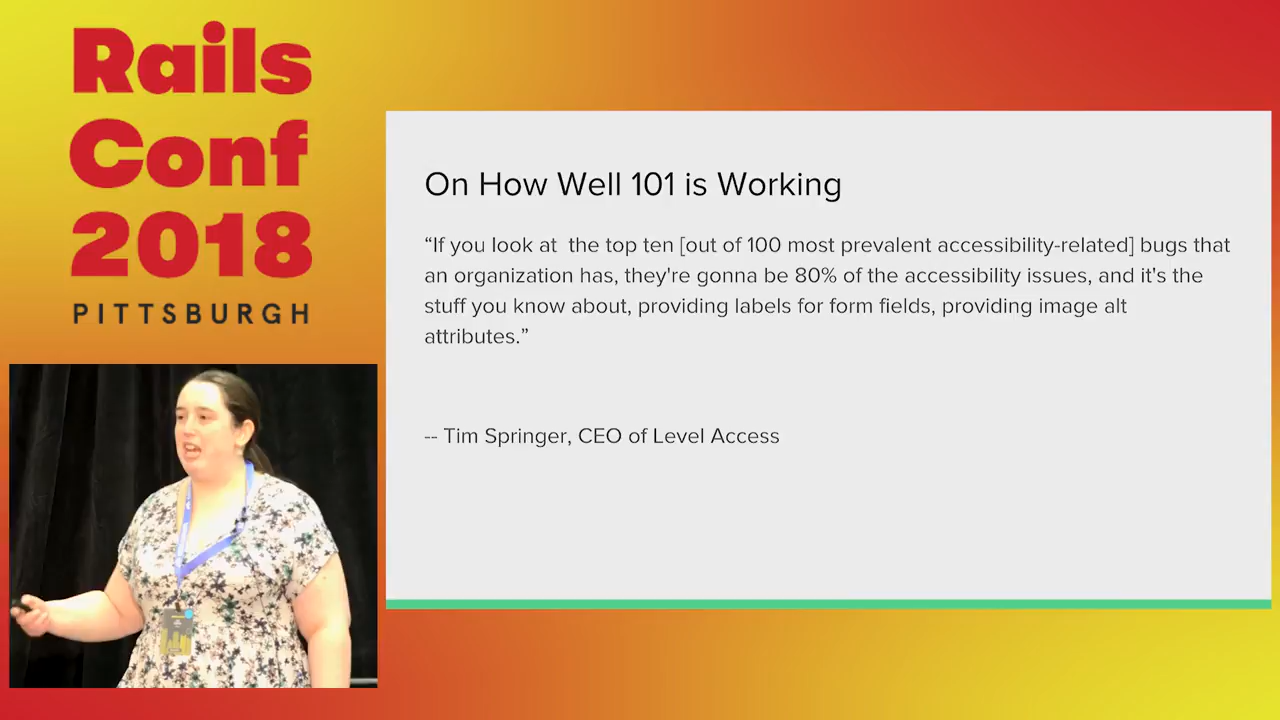 Rails
Conf
2018
PITTSBURGH
On How Well 101 is Working
“If you look at  the top ten [out of 100 most prevalent accessibility-related] bugs that
an organization has, they're gonna be 80% of the accessibility issues, and it's the
stuff you know about, providing labels for form fields, providing image alt
attributes.”
-- Tim Springer, CEO of Level Access